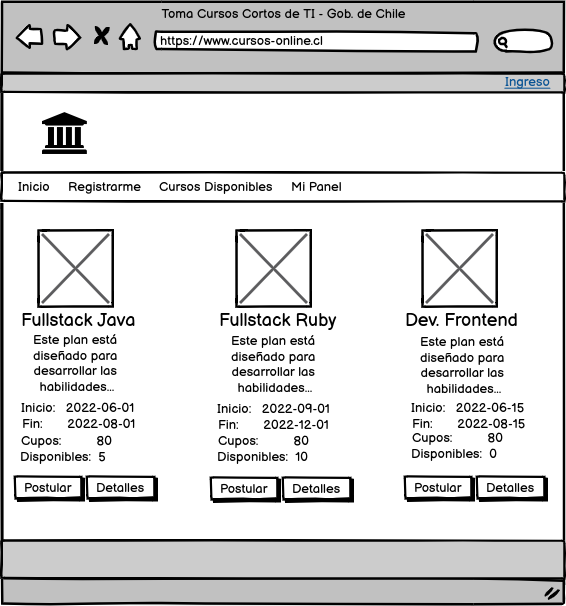 Toma Cursos Cortos de TI - Gob. de Chile
https://www.cursos-online.cl
Ingreso
Inicio Registrarme Cursos Disponibles Mi Panel
Fullstack Java
Este plan está
diseñado para
desarrollar las
habilidades...
Inicio: 2022-06-01
Fin: 2022-08-01
Cupos: 80
Disponibles: 5
Postular Detalles
Fullstack Ruby
Este plan está
diseñado para
desarrollar las
habilidades...
Inicio: 2022-09-01
Fin: 2022-12-01
Cupos: 80
Disponibles: 10
Postular Detalles
Dev. Frontend
Este plan está
diseñado para
desarrollar las
habilidades...
Inicio: 2022-06-15
Fin: 2022-08-15
Cupos: 80
Disponibles: 0
Postular Detalles